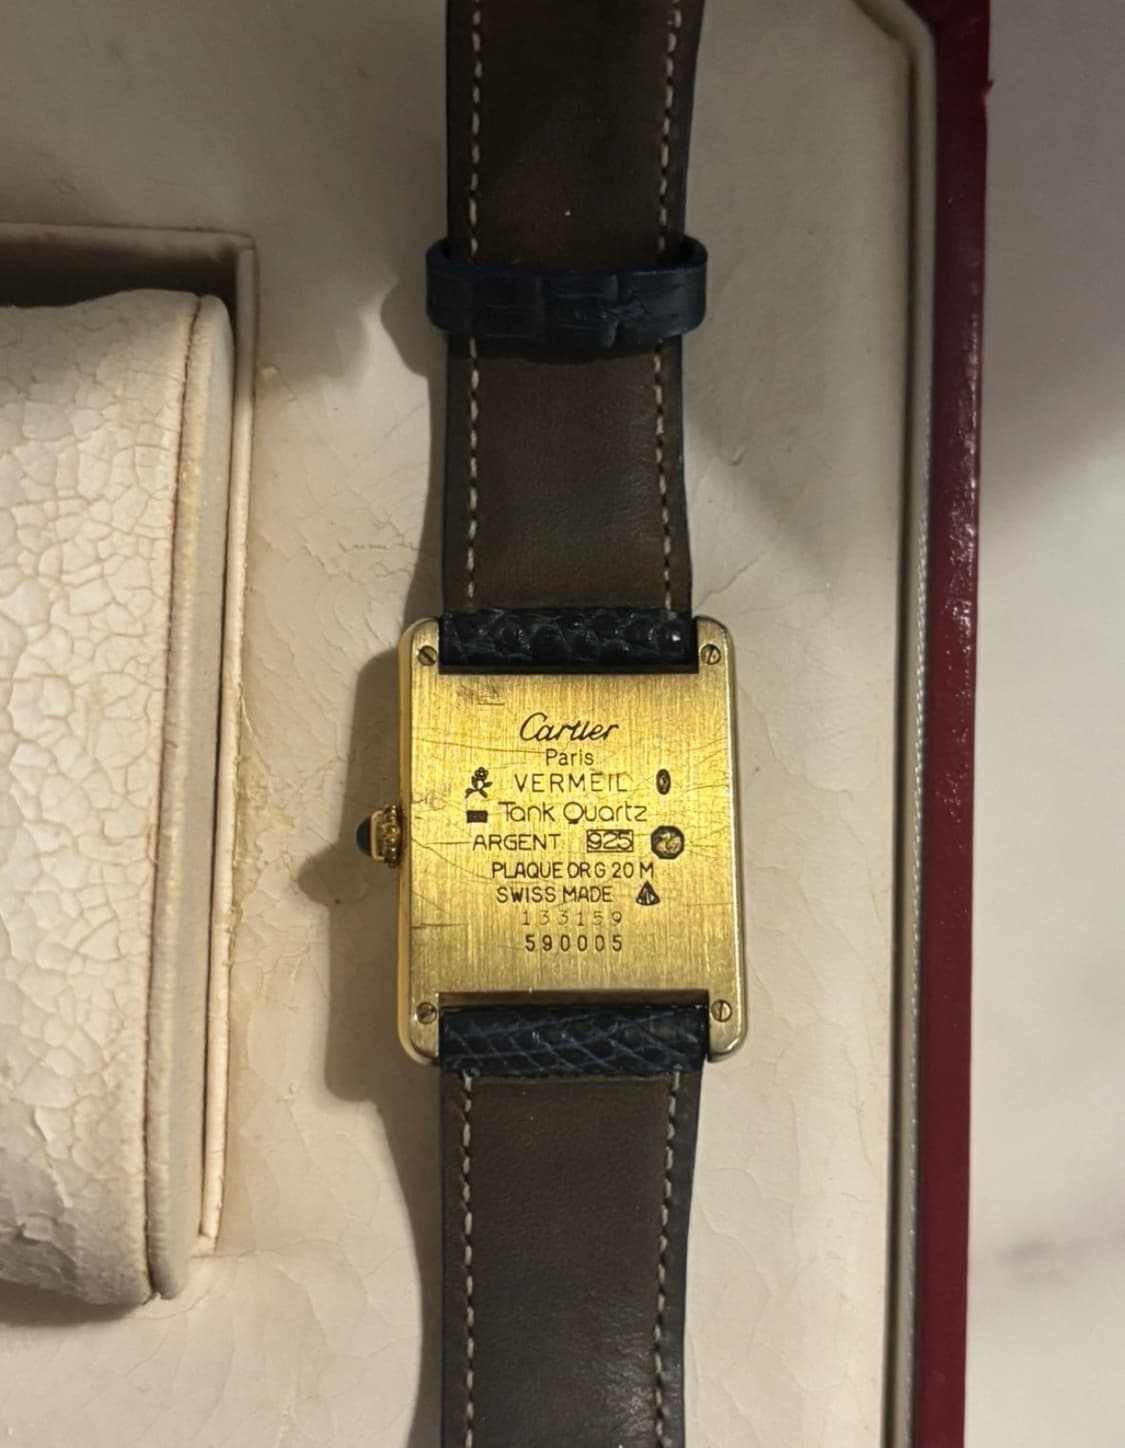 Cartier
Paris
VERMEIL
Tank Quartz
ARGENT 925
PLAQUE OR G 20 M
SWISS MADE
133159
590005